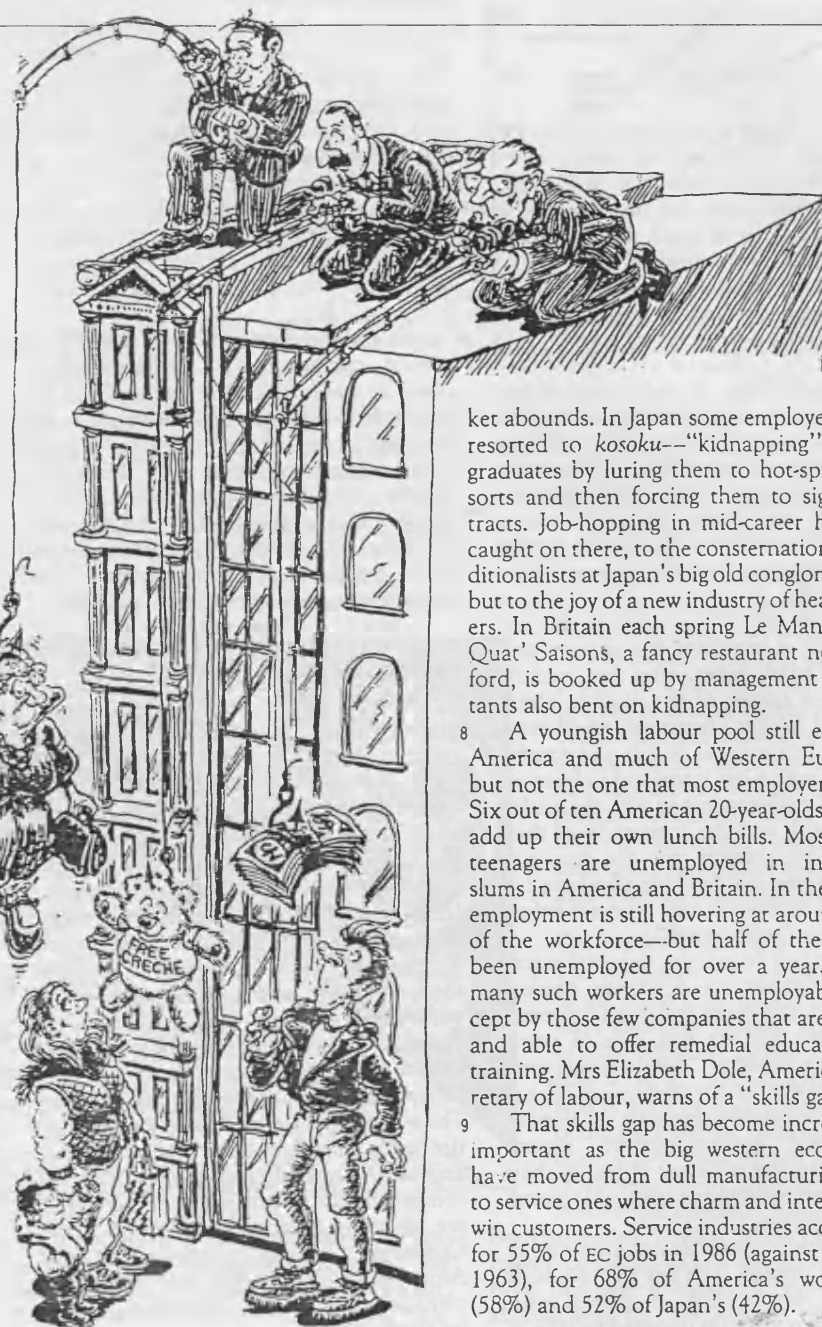 FREE
CRECHE
ket abounds. In Japan some employe
resorted to kosoku--"kidnapping"
graduates by luring them to hot-sp
sorts and then forcing them to sig
tracts. Job-hopping in mid-career h
caught on there, to the consternation
ditionalists at Japan's big old conglon
but to the joy of a new industry of hea
ers. In Britain each spring Le Man
Quat' Saisons, a fancy restaurant ne
ford, is booked up by management
tants also bent on kidnapping.
8 A youngish labour pool still e
America and much of Western Eu
but not the one that most employer
Six out of ten American 20-year-olds
add up their own lunch bills. Mos
teenagers are unemployed in in
slums in America and Britain. In the
employment is still hovering at arou
of the workforce—but half of the
been unemployed for over a year.
many such workers are unemployab
cept by those few companies that are
and able to offer remedial educa
training. Mrs Elizabeth Dole, Americ
retary of labour, warns of a "skills ga
9 That skills gap has become incre
important as the big western eco
have moved from dull manufacturi
to service ones where charm and inte
win customers. Service industries acc
for 55% of EC jobs in 1986 (against
1963), for 68% of America's wo
(58%) and 52% of Japan's (42%).